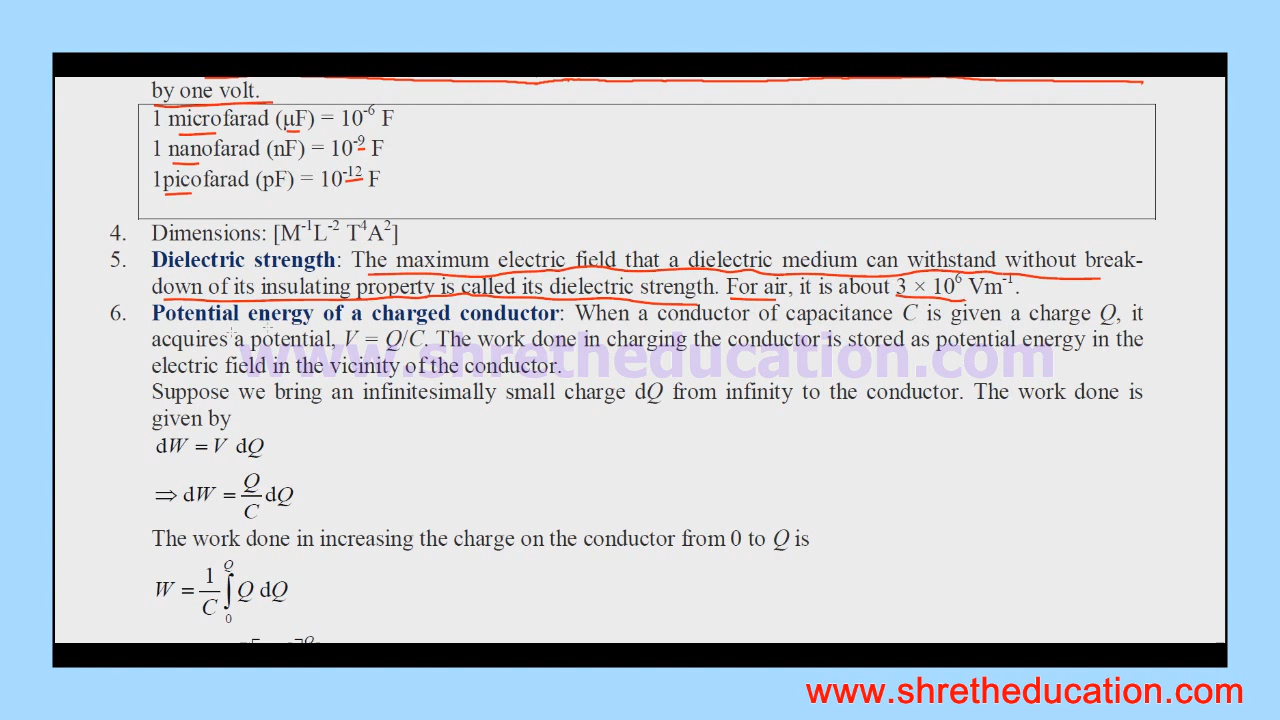 by one volt.
1 microfarad (μF) = 10⁻⁶ F
1 nanofarad (nF) = 10⁻⁹ F
1picofarad (pF) = 10⁻¹² F
4. Dimensions: [M⁻¹L⁻² T⁴A²]
5. Dielectric strength: The maximum electric field that a dielectric medium can withstand without break-
down of its insulating property is called its dielectric strength. For air, it is about 3 × 10⁶ Vm⁻¹.
6. Potential energy of a charged conductor: When a conductor of capacitance C is given a charge Q, it
acquires a potential, V = Q/C. The work done in charging the conductor is stored as potential energy in the
www.shretheducation.com
electric field in the vicinity of the conductor.
Suppose we bring an infinitesimally small charge dQ from infinity to the conductor. The work done is
given by
dW = V dQ
⇒ dW = Q/C dQ
The work done in increasing the charge on the conductor from 0 to Q is
W = 1/C ∫₀Q Q dQ
www.shretheducation.com